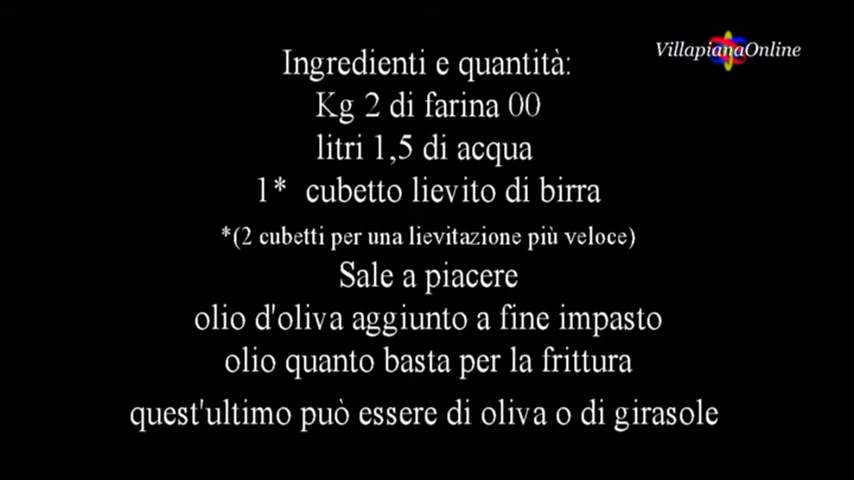 VillapianaOnline
Ingredienti e quantità:
Kg 2 di farina 00
litri 1,5 di acqua
1* cubetto lievito di birra
*(2 cubetti per una lievitazione più veloce)
Sale a piacere
olio d'oliva aggiunto a fine impasto
olio quanto basta per la frittura
quest'ultimo può essere di oliva o di girasole